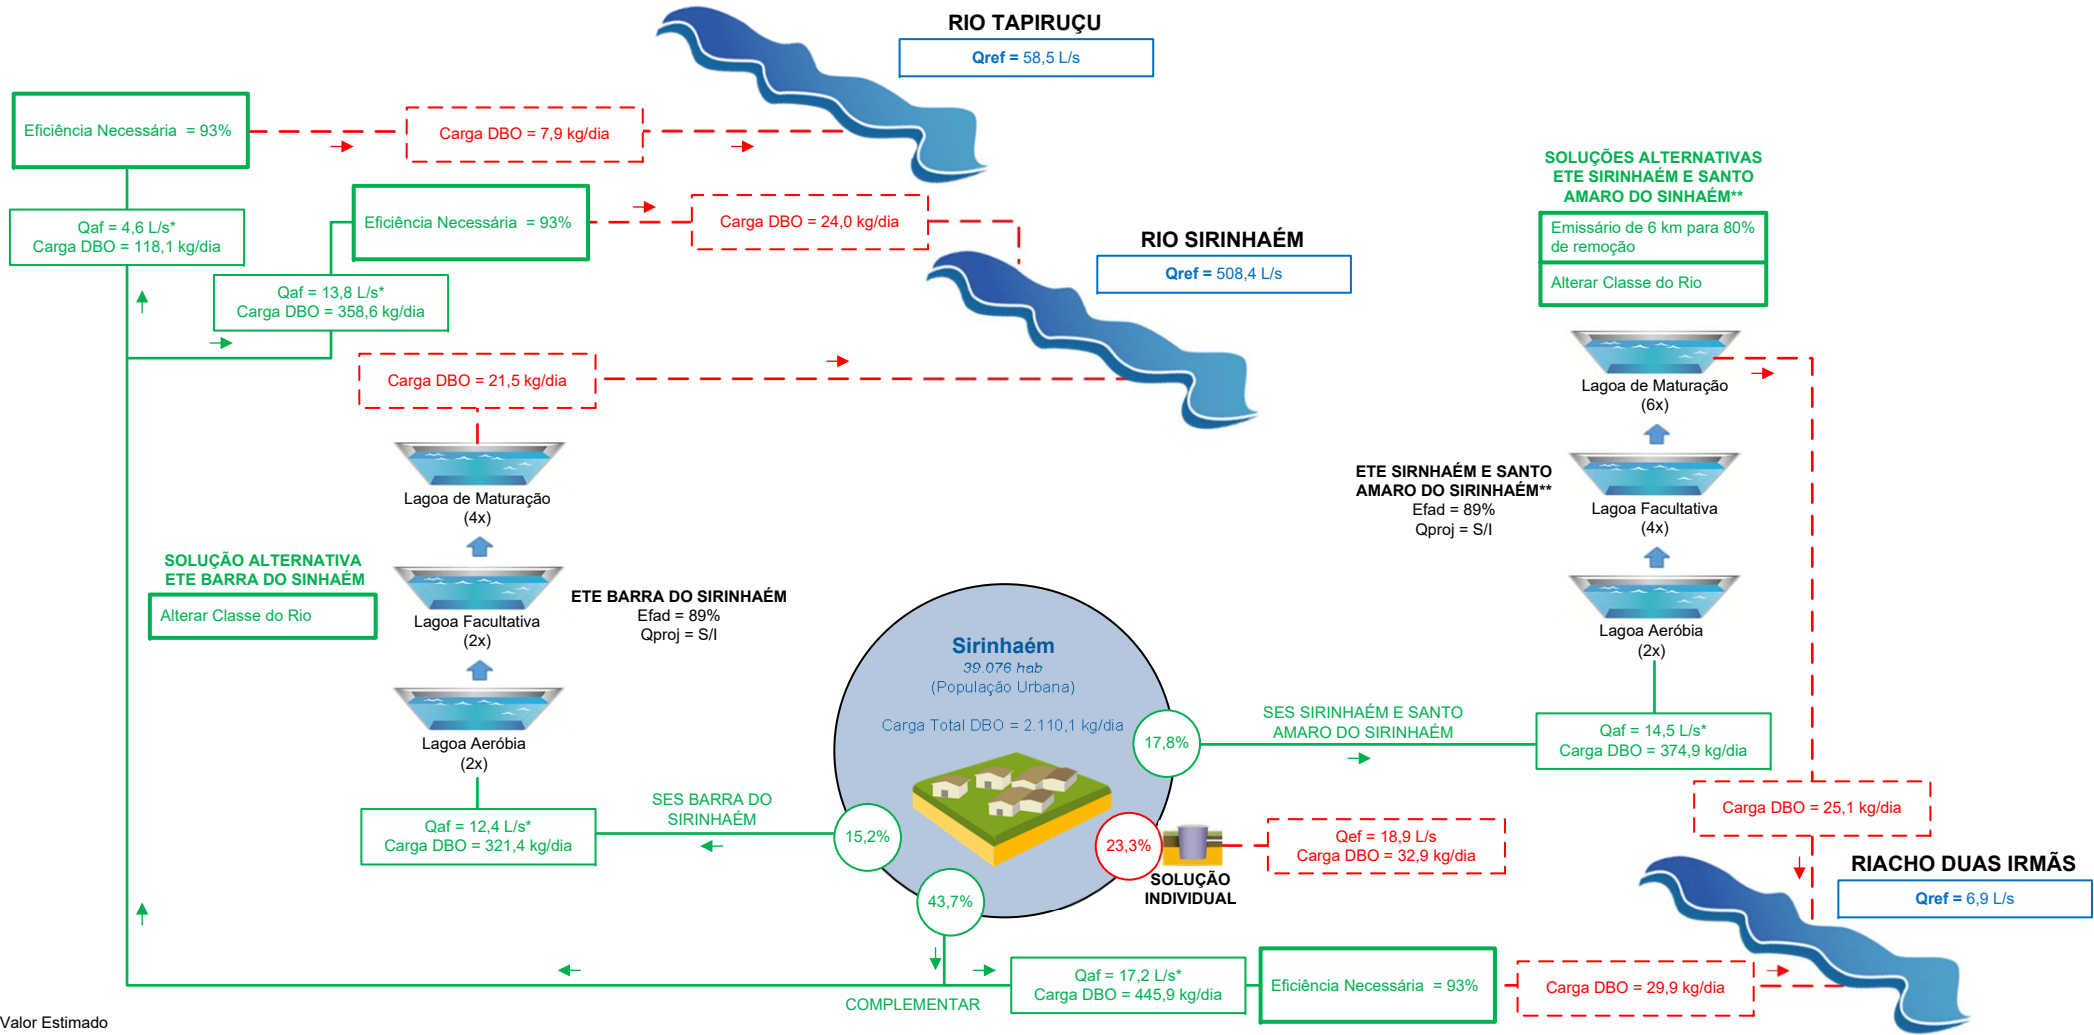 RIO TAPIRUÇU
Qref = 58,5 L/s
Eficiência Necessária = 93%
Carga DBO = 7,9 kg/dia
Qaf = 4,6 L/s*
Carga DBO = 118,1 kg/dia
Eficiência Necessária = 93%
Carga DBO = 24,0 kg/dia
Qaf = 13,8 L/s*
Carga DBO = 358,6 kg/dia
RIO SIRINHAÉM
Qref = 508,4 L/s
SOLUÇÕES ALTERNATIVAS
ETE SIRINHAÉM E SANTO
AMARO DO SINHAÉM**
Emissário de 6 km para 80%
de remoção
Alterar Classe do Rio
Carga DBO = 21,5 kg/dia
Lagoa de Maturação
(4x)
SOLUÇÃO ALTERNATIVA
ETE BARRA DO SINHAÉM
Alterar Classe do Rio
Lagoa Facultativa
(2x)
ETE BARRA DO SIRINHAÉM
Efad = 89%
Qproj = S/I
Lagoa Aeróbia
(2x)
Qaf = 12,4 L/s*
Carga DBO = 321,4 kg/dia
SES BARRA DO
SIRINHAÉM
15,2%
Sirinhaém
39.076 hab
(População Urbana)
Carga Total DBO = 2.110,1 kg/dia
17,8%
23,3%
43,7%
SOLUÇÃO
INDIVIDUAL
Qef = 18,9 L/s
Carga DBO = 32,9 kg/dia
SES SIRINHAÉM E SANTO
AMARO DO SIRINHAÉM
Lagoa de Maturação
(6x)
ETE SIRNHAÉM E SANTO
AMARO DO SIRINHAÉM**
Efad = 89%
Qproj = S/I
Lagoa Facultativa
(4x)
Lagoa Aeróbia
(2x)
Qaf = 14,5 L/s*
Carga DBO = 374,9 kg/dia
Carga DBO = 25,1 kg/dia
RIACHO DUAS IRMÃS
Qref = 6,9 L/s
COMPLEMENTAR
Qaf = 17,2 L/s*
Carga DBO = 445,9 kg/dia
Eficiência Necessária = 93%
Carga DBO = 29,9 kg/dia
Valor Estimado